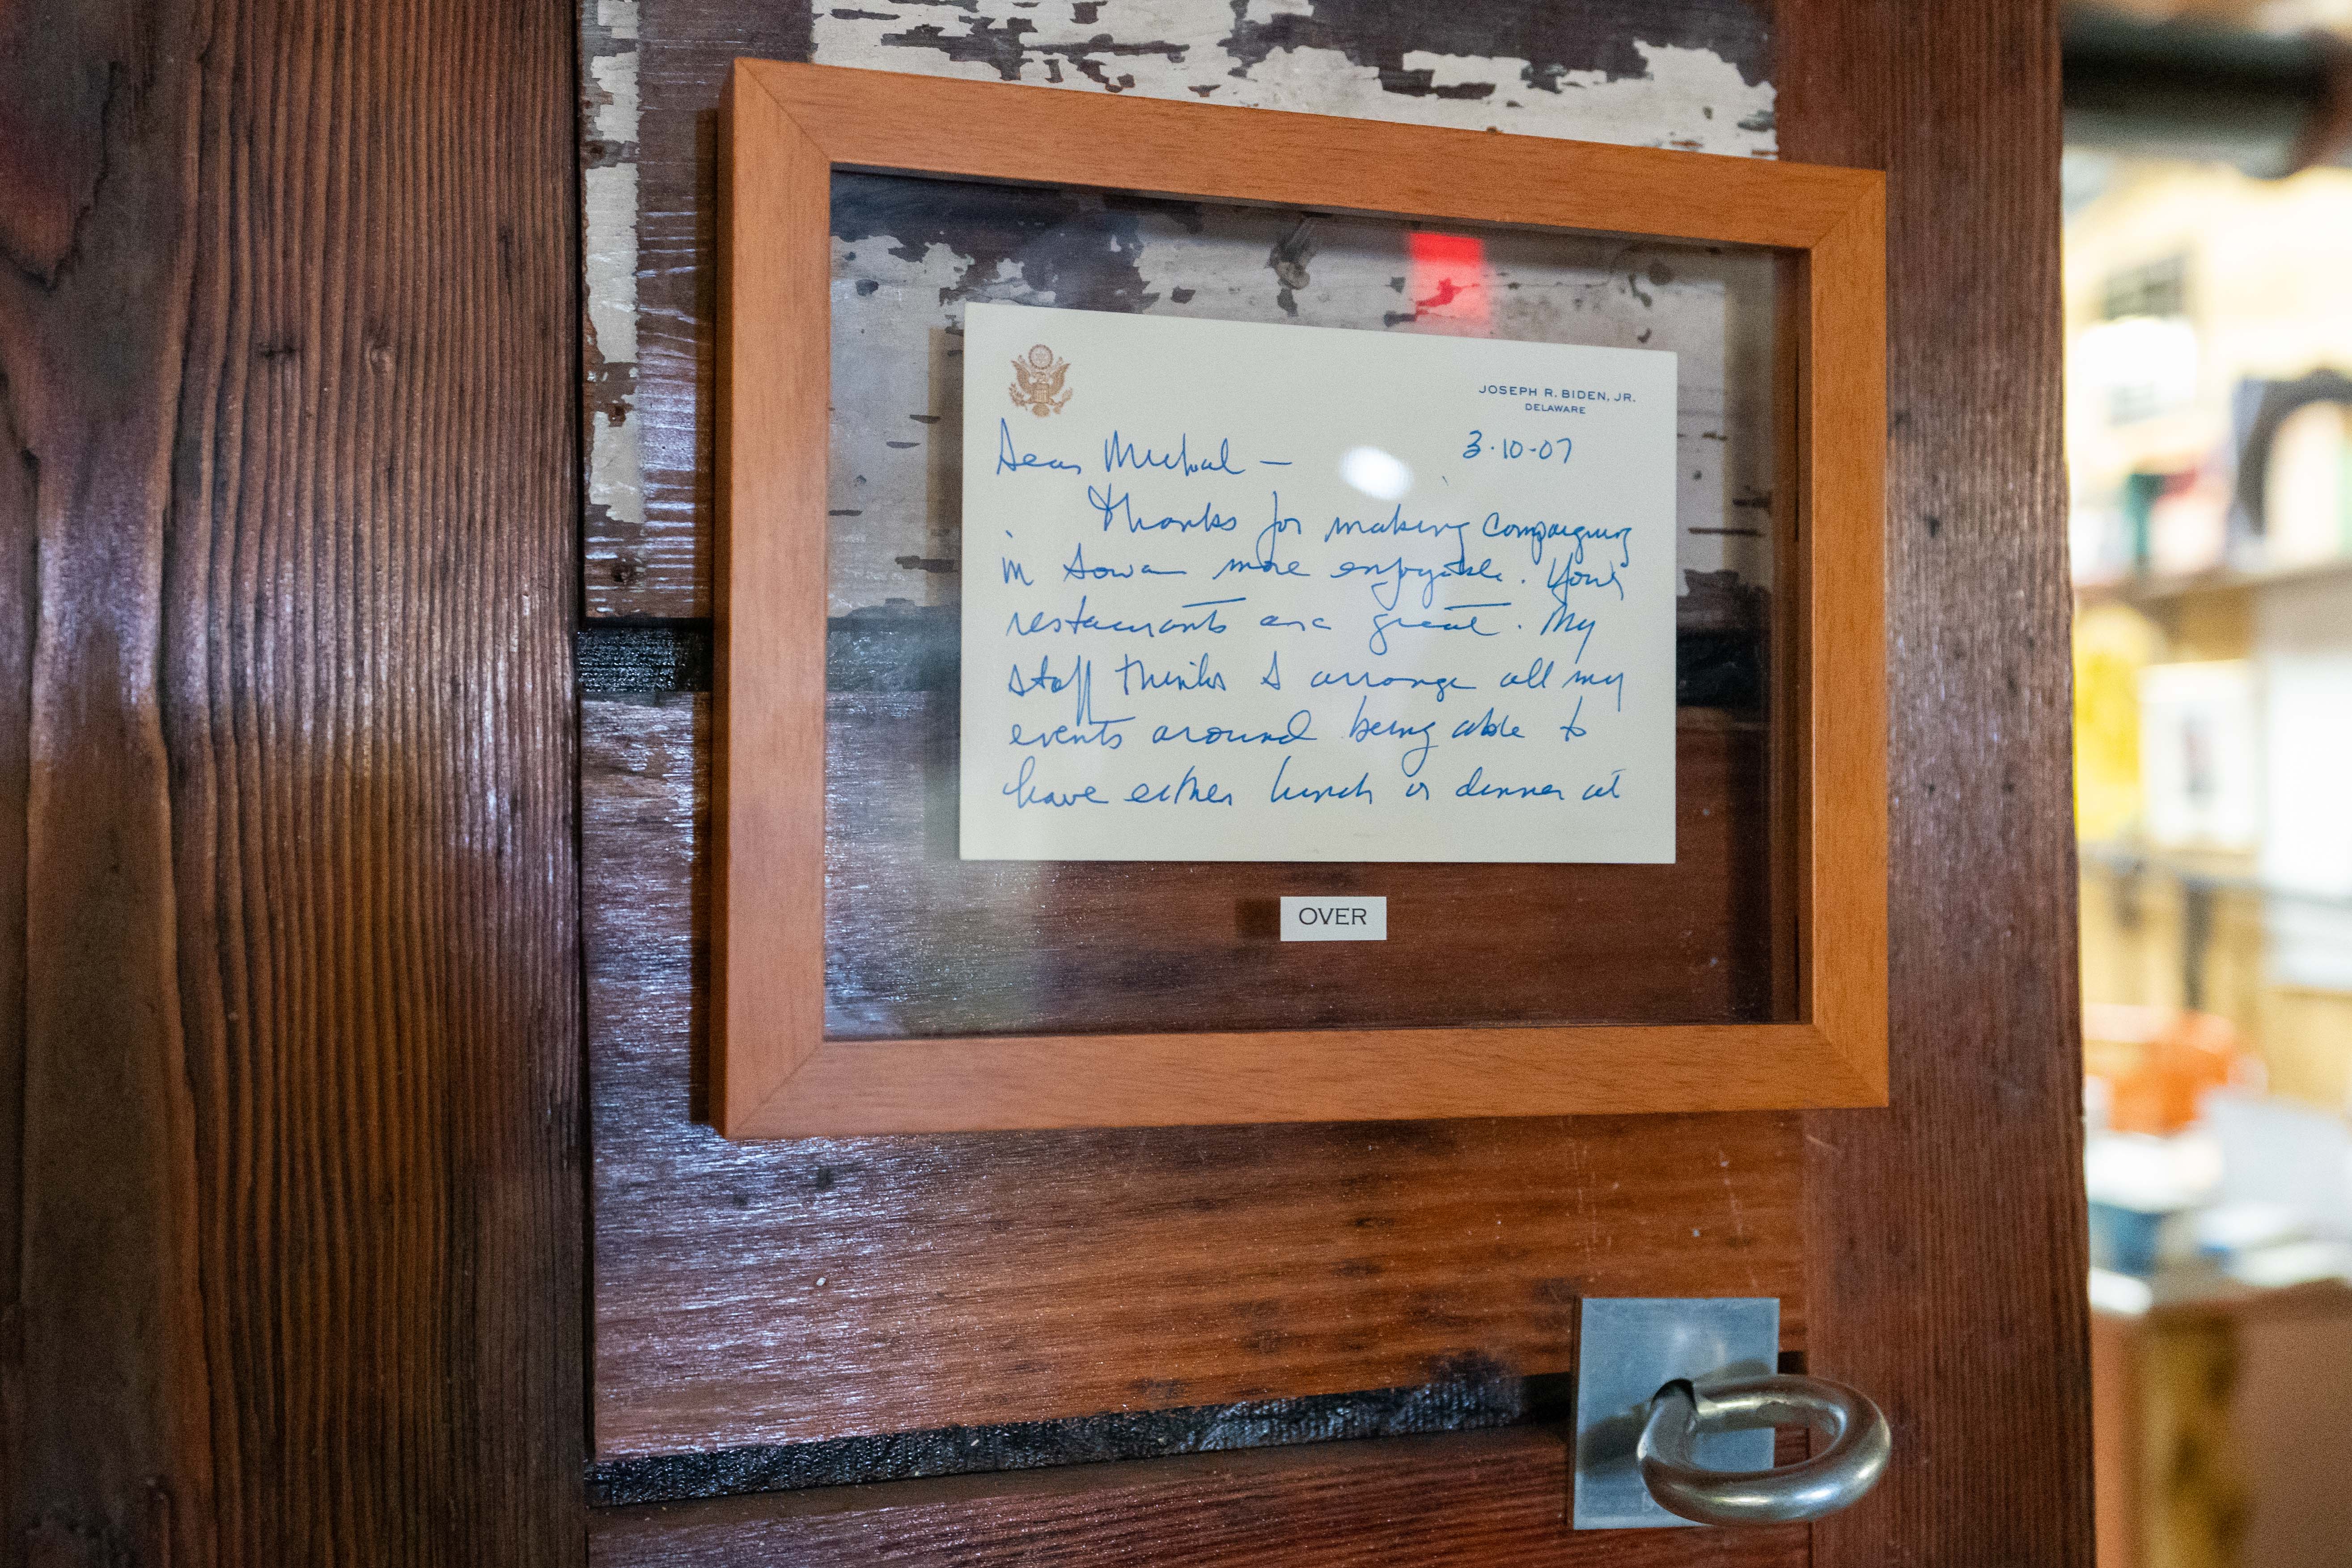 JOSEPH R. BIDEN, JR.
DELAWARE
3·10-07
Dear Michael —
Thanks for making campaigning
in Iowa more enjoyable. Your
restaurants are great. My
staff thinks I arrange all my
events around being able to
have either lunch or dinner at
OVER